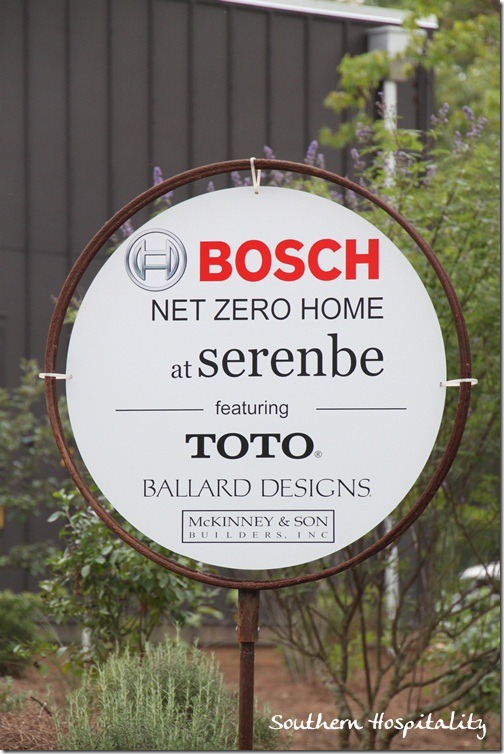 BOSCH
NET ZERO HOME
at serenbe
featuring
TOTO®
BALLARD DESIGNS
McKINNEY & SON
BUILDERS, INC
Southern Hospitality